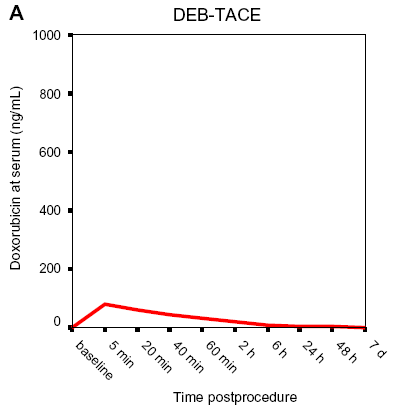 A
DEB-TACE
Doxorubicin at serum (ng/mL)
1000
800
600
400
200
0
baseline
5 min
20 min
40 min
60 min
2 h
6 h
24 h
48 h
7 d
Time postprocedure